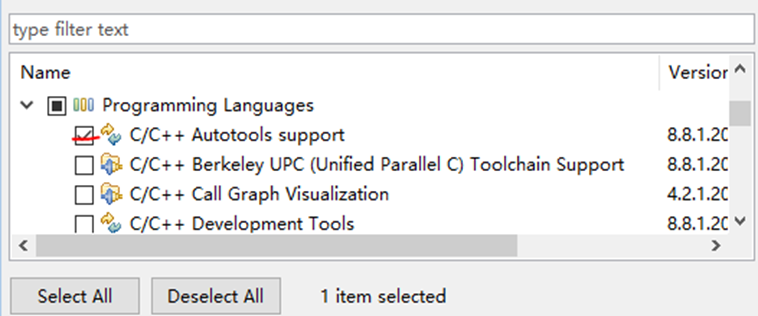 type filter text
Name Version
Programming Languages
C/C++ Autotools support 8.8.1.20
C/C++ Berkeley UPC (Unified Parallel C) Toolchain Support 8.8.1.20
C/C++ Call Graph Visualization 4.2.1.20
C/C++ Development Tools 8.8.1.20
Select All Deselect All 1 item selected